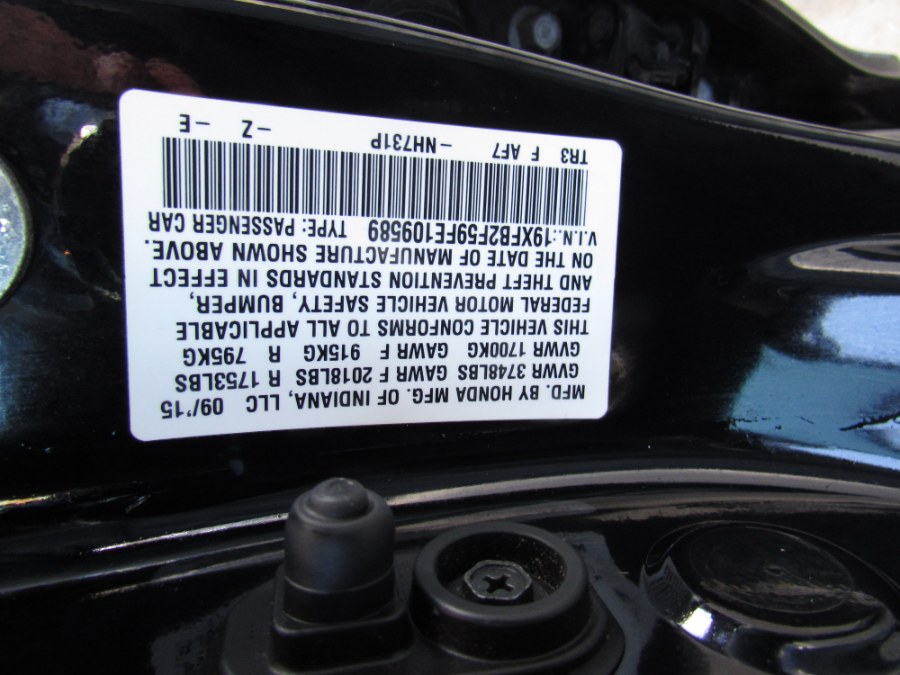 MFD. BY HONDA MFG. OF INDIANA, LLC 09/'15
GVWR 3748LBS GAWR F 2018LBS R 1753LBS
GVWR 1700KG GAWR F 915KG R 795KG
THIS VEHICLE CONFORMS TO ALL APPLICABLE
FEDERAL MOTOR VEHICLE SAFETY, BUMPER,
AND THEFT PREVENTION STANDARDS IN EFFECT
ON THE DATE OF MANUFACTURE SHOWN ABOVE.
V.I.N.:19XFB2F59FE109589 TYPE: PASSENGER CAR
TR3 F AF7 -NH731P -Z -E